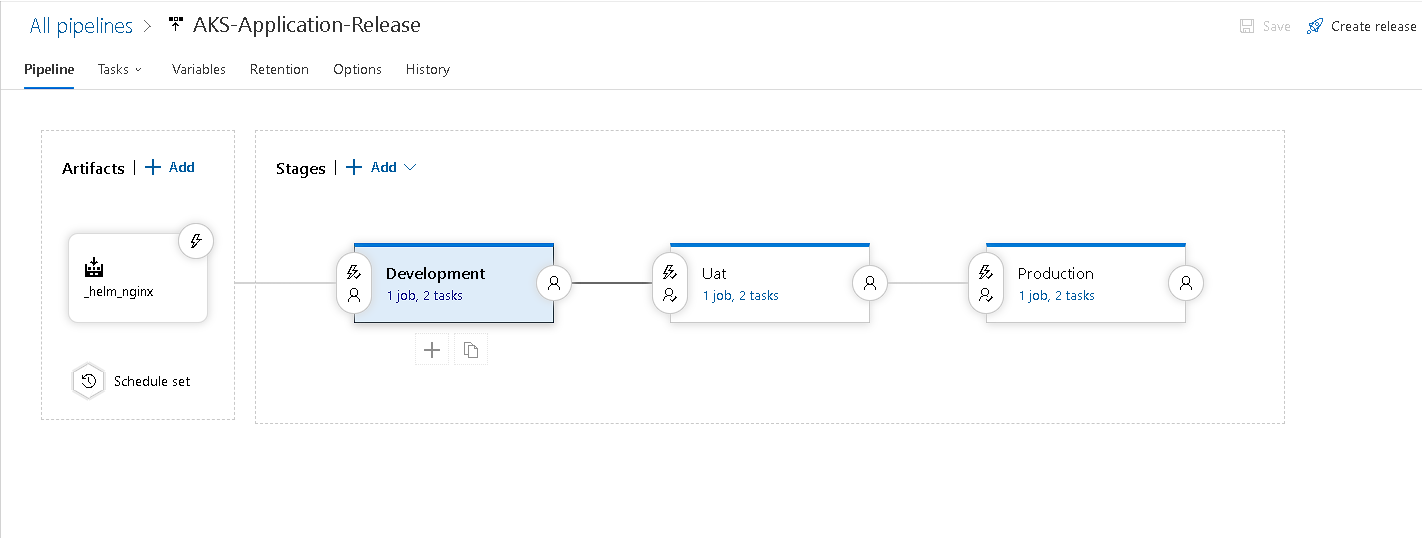 All pipelines > AKS-Application-Release
Save Create release
Pipeline Tasks Variables Retention Options History
Artifacts | + Add
Stages | + Add
_helm_nginx
Schedule set
Development
1 job, 2 tasks
Uat
1 job, 2 tasks
Production
1 job, 2 tasks